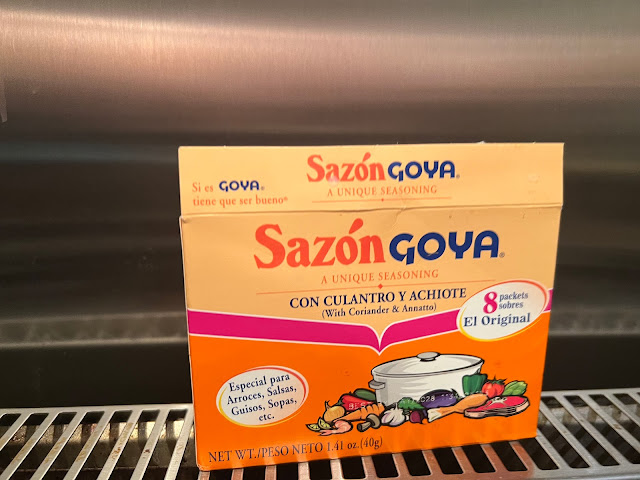 Si es GOYA®
tiene que ser bueno®
Sazón GOYA®
A UNIQUE SEASONING
Sazón GOYA®
A UNIQUE SEASONING
CON CULANTRO Y ACHIOTE
(With Coriander & Annatto)
8 packets
sobres
El Original
Especial para
Arroces, Salsas,
Guisos, Sopas,
etc.
NET WT./PESO NETO 1.41 oz.(40g)